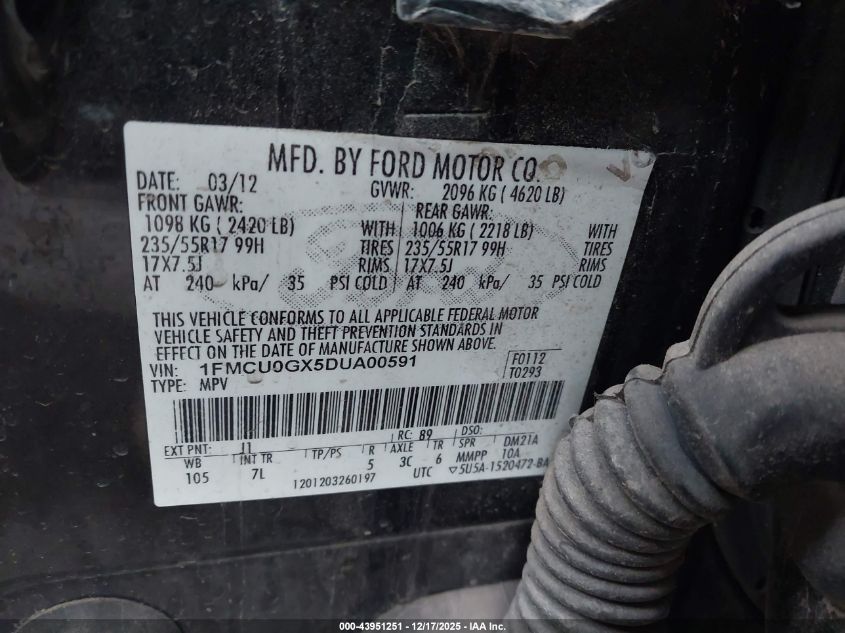 MFD. BY FORD MOTOR CO.
DATE: 03/12 GVWR: 2096 KG ( 4620 LB)
FRONT GAWR: REAR GAWR:
1098 KG ( 2420 LB) WITH 1006 KG ( 2218 LB) WITH
235/55R17 99H TIRES 235/55R17 99H TIRES
17X7.5J RIMS 17X7.5J RIMS
AT 240 kPa/ 35 PSI COLD AT 240 kPa/ 35 PSI COLD
THIS VEHICLE CONFORMS TO ALL APPLICABLE FEDERAL MOTOR
VEHICLE SAFETY AND THEFT PREVENTION STANDARDS IN
EFFECT ON THE DATE OF MANUFACTURE SHOWN ABOVE.
VIN: 1FMCU0GX5DUA00591 F0112
TYPE: MPV T0293
EXT PNT: J1 RC: 89 DSO:
WB INT TR TP/PS R AXLE TR SPR DM21A
105 7L 5 3C 6 MMPP 10A
1201203260197 UTC ▽5U5A-1520472-BA
000-43951251 | 12/17/2025 - IAA Inc.